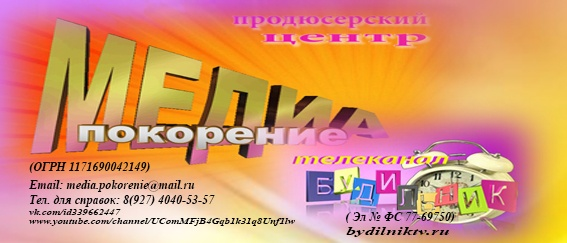 продюсерский
центр
МЕДИА
покорение
(ОГРН 1171690042149)
Email: media.pokorenie@mail.ru
Тел. для справок: 8(927) 4040-53-57
vk.com/id339662447
www.youtube.com/channel/UComMFjB4Gqb1k31q8Unf1lw
телеканал
БУДИЛЬНИК
( Эл № ФС 77-69750)
bydilniktv.ru